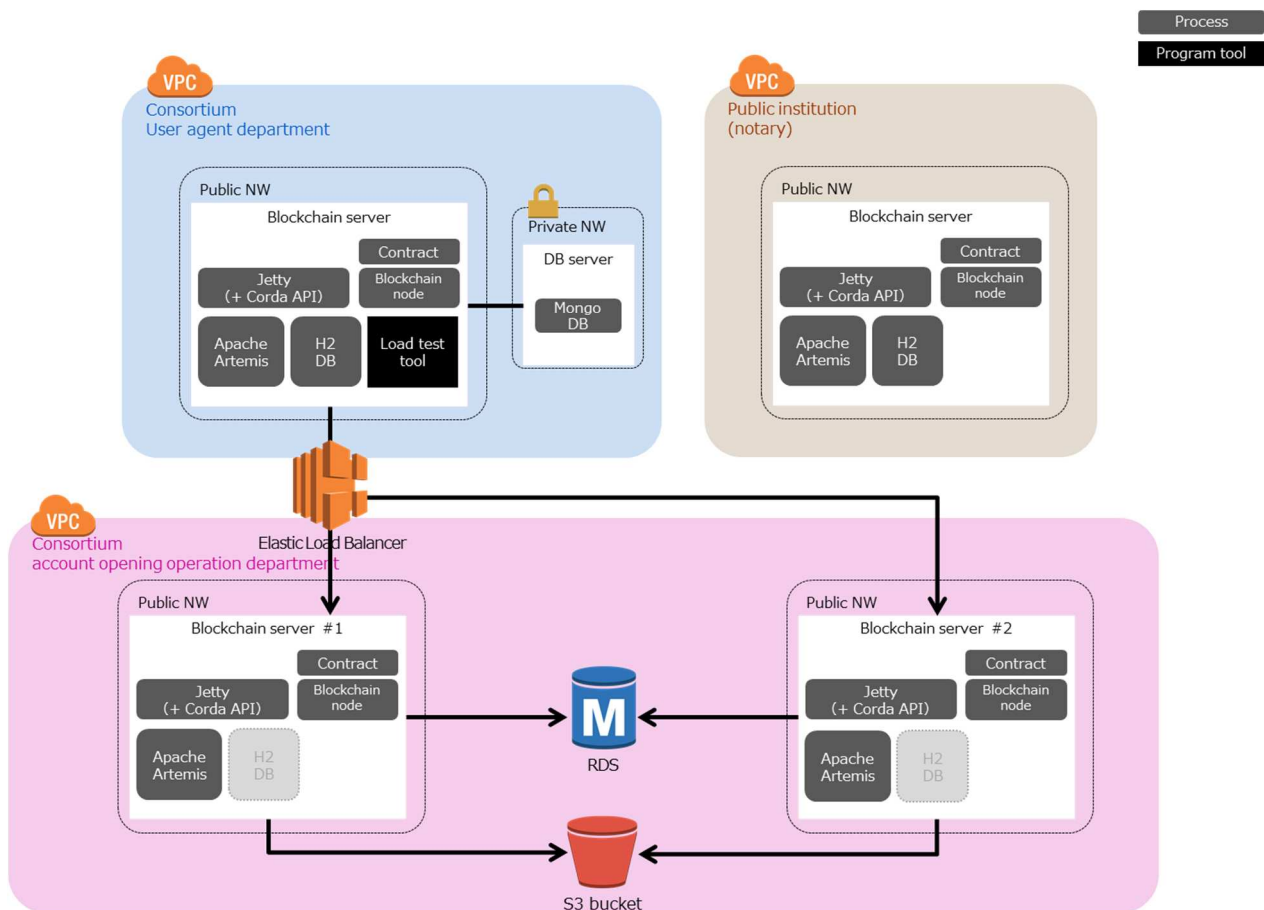 Process
Program tool
VPC
Consortium
User agent department
Public NW
Blockchain server
Contract
Jetty
(+ Corda API)
Blockchain
node
Apache
Artemis
H2
DB
Load test
tool
Private NW
DB server
Mongo
DB
VPC
Public institution
(notary)
Public NW
Blockchain server
Contract
Jetty
(+ Corda API)
Blockchain
node
Apache
Artemis
H2
DB
VPC
Consortium
account opening operation department
Elastic Load Balancer
Public NW
Blockchain server #1
Contract
Jetty
(+ Corda API)
Blockchain
node
Apache
Artemis
H2
DB
M
RDS
S3 bucket
Public NW
Blockchain server #2
Contract
Jetty
(+ Corda API)
Blockchain
node
Apache
Artemis
H2
DB